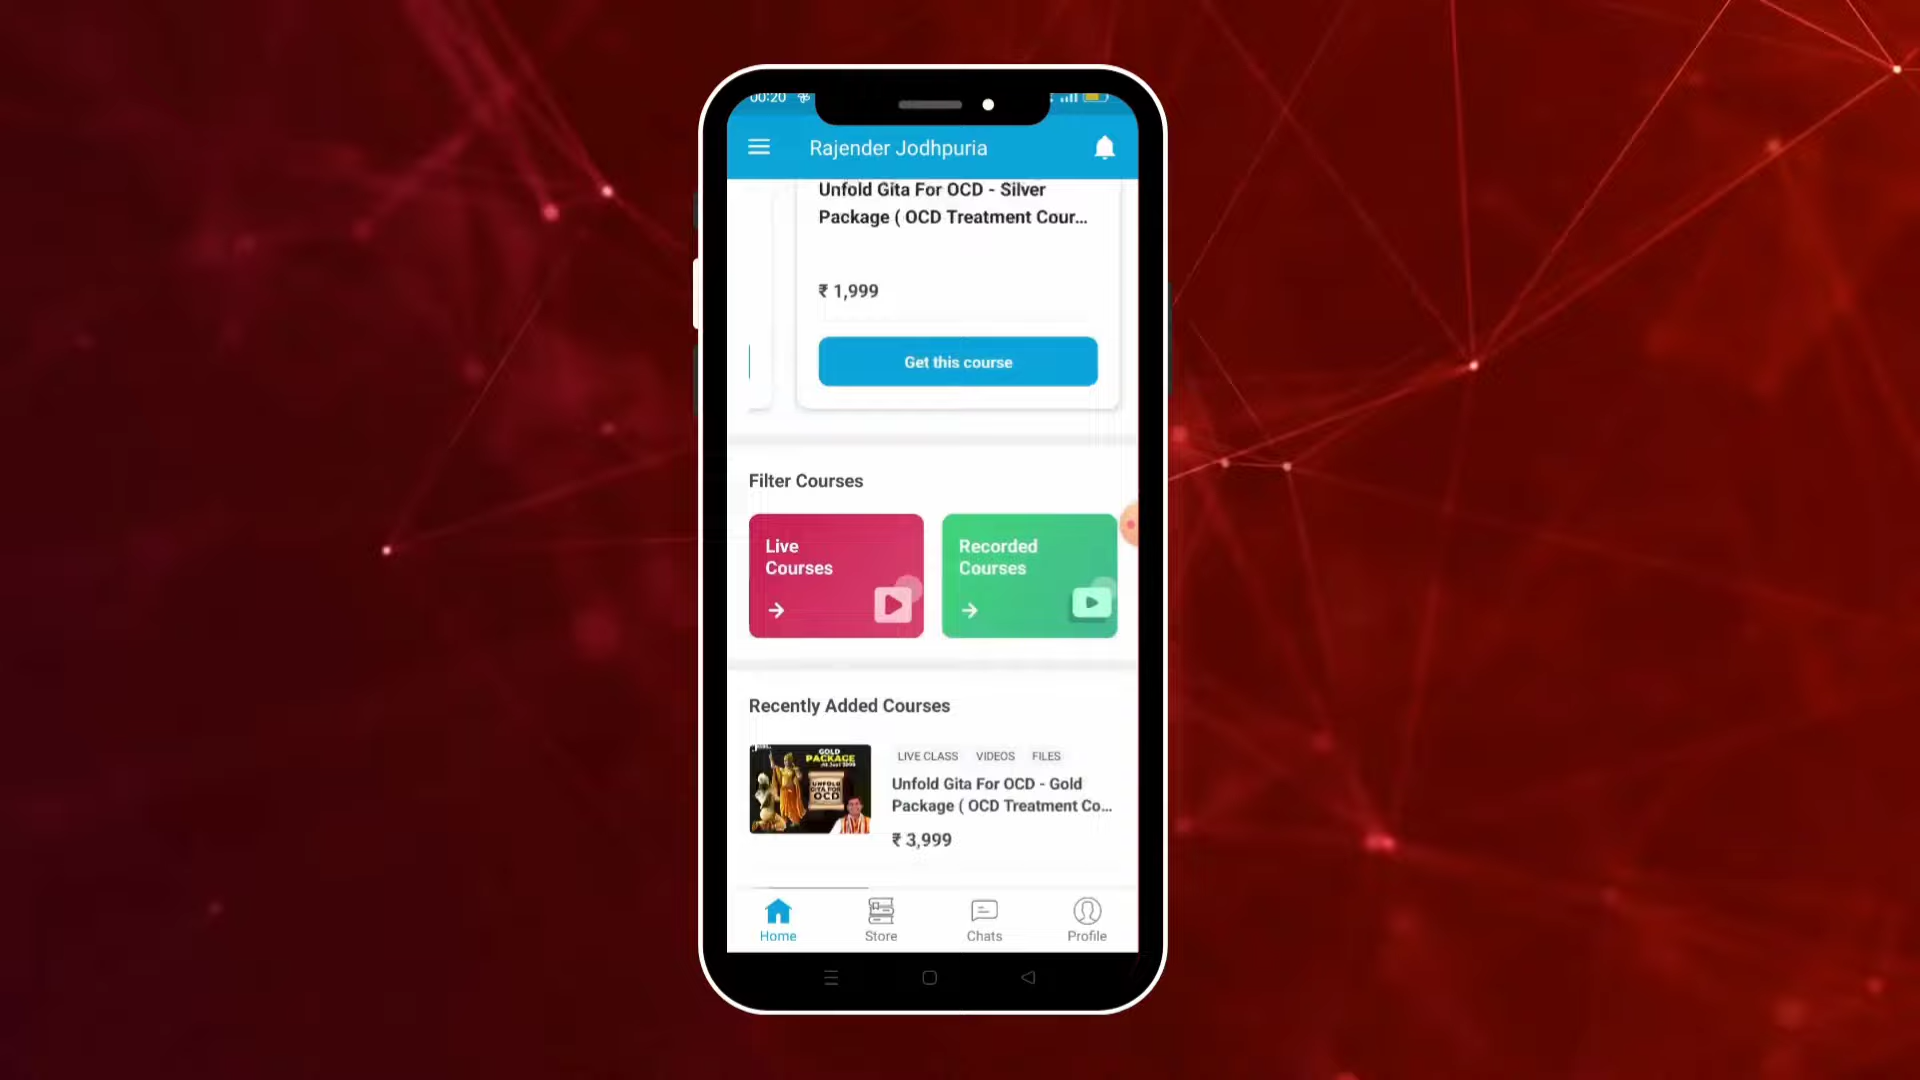 00:20
Rajender Jodhpuria
Unfold Gita For OCD - Silver
Package ( OCD Treatment Cour...
₹ 1,999
Get this course
Filter Courses
Live
Courses
Recorded
Courses
Recently Added Courses
GOLD
PACKAGE
UNFOLD
GITA FOR
OCD
LIVE CLASS VIDEOS FILES
Unfold Gita For OCD - Gold
Package ( OCD Treatment Co...
₹ 3,999
Home Store Chats Profile